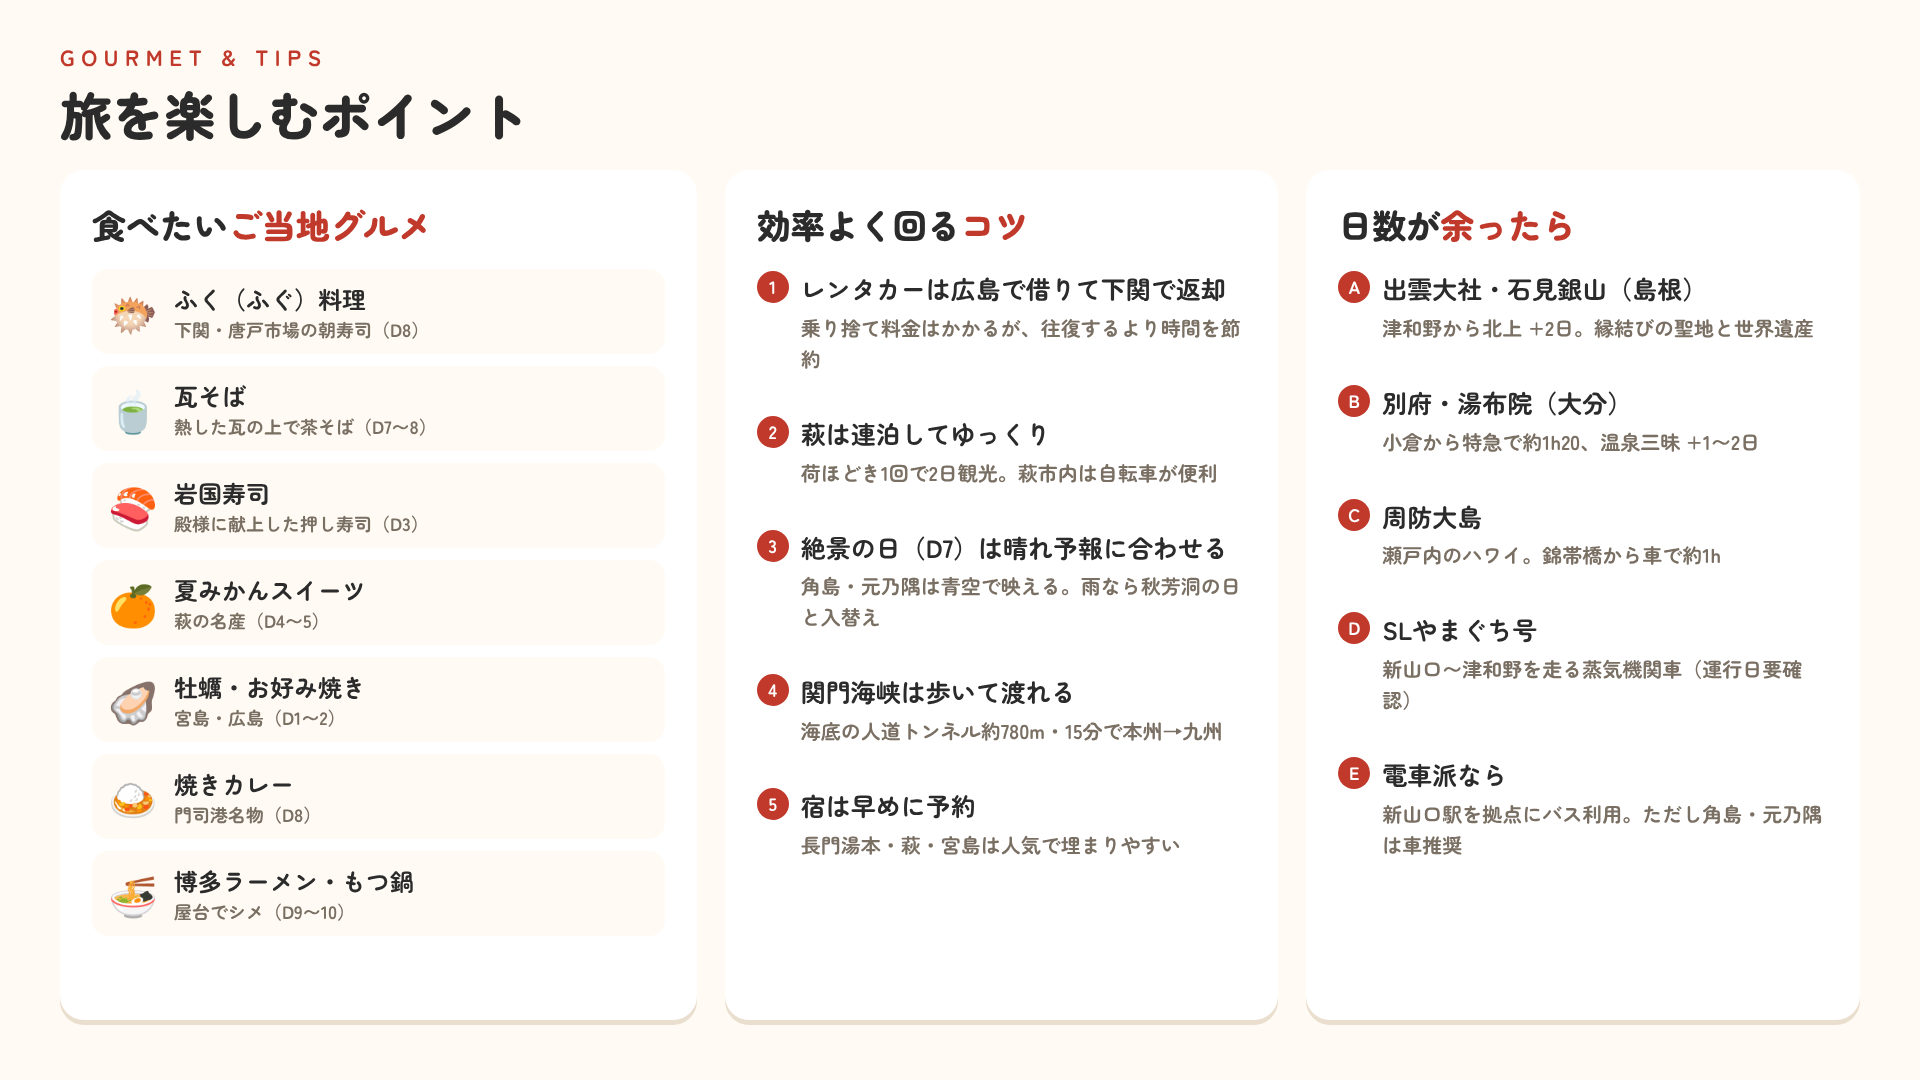 GOURMET & TIPS
旅を楽しむポイント
食べたいご当地グルメ
ふく（ふぐ）料理
下関・唐戸市場の朝寿司（D8）
瓦そば
熱した瓦の上で茶そば（D7〜8）
岩国寿司
殿様に献上した押し寿司（D3）
夏みかんスイーツ
萩の名産（D4〜5）
牡蠣・お好み焼き
宮島・広島（D1〜2）
焼きカレー
門司港名物（D8）
博多ラーメン・もつ鍋
屋台でシメ（D9〜10）
効率よく回るコツ
1 レンタカーは広島で借りて下関で返却
乗り捨て料金はかかるが、往復するより時間を節
約
2 萩は連泊してゆっくり
荷ほどき1回で2日観光。萩市内は自転車が便利
3 絶景の日（D7）は晴れ予報に合わせる
角島・元乃隅は青空で映える。雨なら秋芳洞の日
と入替え
4 関門海峡は歩いて渡れる
海底の人道トンネル約780m・15分で本州→九州
5 宿は早めに予約
長門湯本・萩・宮島は人気で埋まりやすい
日数が余ったら
A 出雲大社・石見銀山（島根）
津和野から北上 +2日。縁結びの聖地と世界遺産
B 別府・湯布院（大分）
小倉から特急で約1h20、温泉三昧 +1〜2日
C 周防大島
瀬戸内のハワイ。錦帯橋から車で約1h
D SLやまぐち号
新山口〜津和野を走る蒸気機関車（運行日要確
認）
E 電車派なら
新山口駅を拠点にバス利用。ただし角島・元乃隅
は車推奨